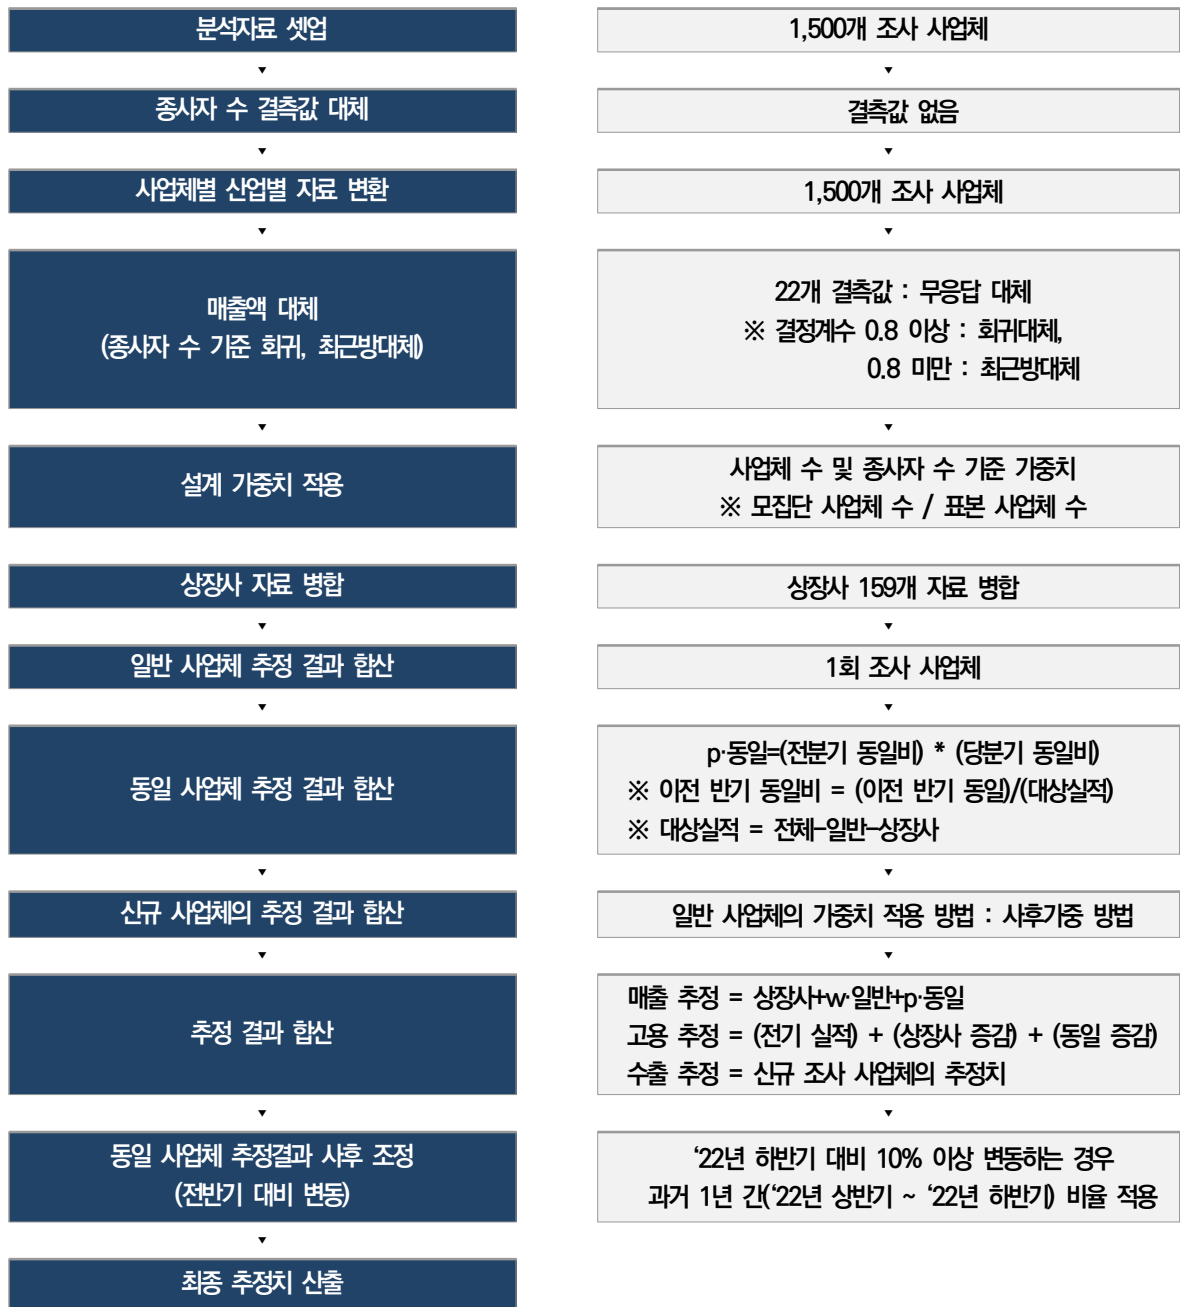 분석자료 셋업
1,500개 조사 사업체
종사자 수 결측값 대체
결측값 없음
사업체별 산업별 자료 변환
1,500개 조사 사업체
매출액 대체
(종사자 수 기준 회귀, 최근방대체)
22개 결측값 : 무응답 대체
※ 결정계수 0.8 이상 : 회귀대체,
0.8 미만 : 최근방대체
설계 가중치 적용
사업체 수 및 종사자 수 기준 가중치
※ 모집단 사업체 수 / 표본 사업체 수
상장사 자료 병합
상장사 159개 자료 병합
일반 사업체 추정 결과 합산
1회 조사 사업체
동일 사업체 추정 결과 합산
p·동일=(전분기 동일비) * (당분기 동일비)
※ 이전 반기 동일비 = (이전 반기 동일)/(대상실적)
※ 대상실적 = 전체-일반-상장사
신규 사업체의 추정 결과 합산
일반 사업체의 가중치 적용 방법 : 사후가중 방법
추정 결과 합산
매출 추정 = 상장사+w·일반+p·동일
고용 추정 = (전기 실적) + (상장사 증감) + (동일 증감)
수출 추정 = 신규 조사 사업체의 추정치
동일 사업체 추정결과 사후 조정
(전반기 대비 변동)
‘22년 하반기 대비 10% 이상 변동하는 경우
과거 1년 간(‘22년 상반기 ~ ‘22년 하반기) 비율 적용
최종 추정치 산출